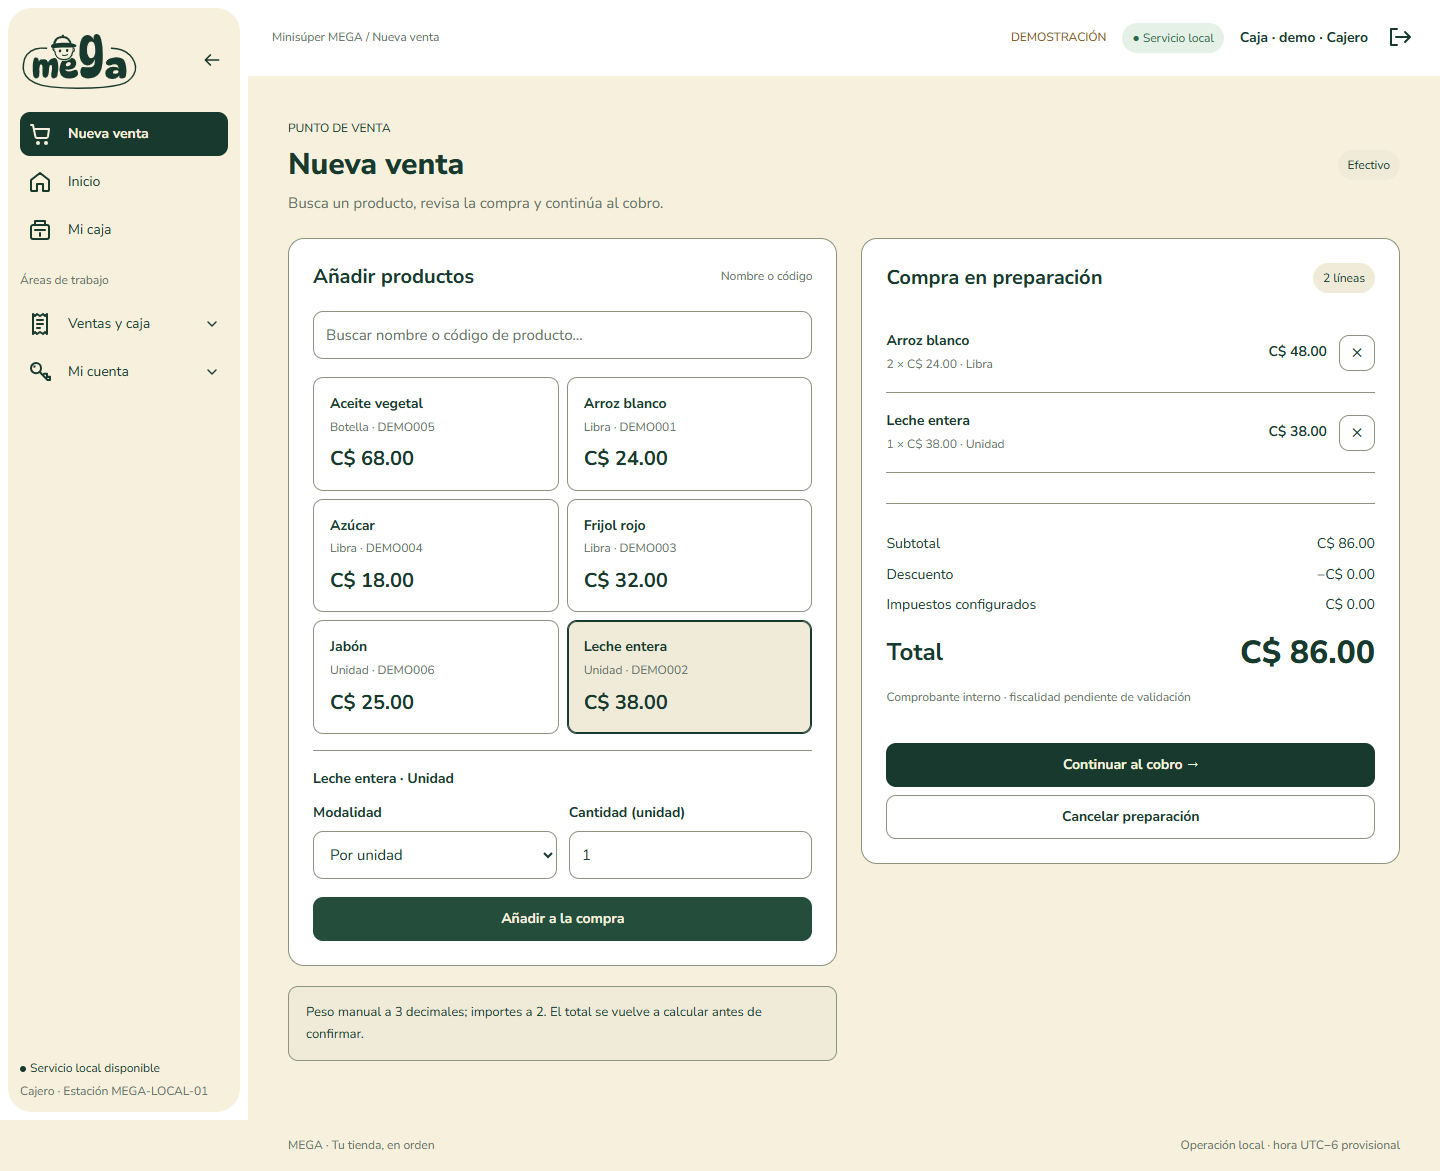 mega
Nueva venta
Inicio
Mi caja
Áreas de trabajo
Ventas y caja
Mi cuenta
● Servicio local disponible
Cajero · Estación MEGA-LOCAL-01
Minisúper MEGA / Nueva venta
DEMOSTRACIÓN
● Servicio local
Caja · demo · Cajero
PUNTO DE VENTA
Nueva venta
Busca un producto, revisa la compra y continúa al cobro.
Efectivo
Añadir productos
Nombre o código
Buscar nombre o código de producto...
Aceite vegetal
Botella · DEMO005
C$ 68.00
Arroz blanco
Libra · DEMO001
C$ 24.00
Azúcar
Libra · DEMO004
C$ 18.00
Frijol rojo
Libra · DEMO003
C$ 32.00
Jabón
Unidad · DEMO006
C$ 25.00
Leche entera
Unidad · DEMO002
C$ 38.00
Leche entera · Unidad
Modalidad
Por unidad
Cantidad (unidad)
1
Añadir a la compra
Peso manual a 3 decimales; importes a 2. El total se vuelve a calcular antes de
confirmar.
Compra en preparación
2 líneas
Arroz blanco
2 × C$ 24.00 · Libra
C$ 48.00
×
Leche entera
1 × C$ 38.00 · Unidad
C$ 38.00
×
Subtotal
C$ 86.00
Descuento
−C$ 0.00
Impuestos configurados
C$ 0.00
Total
C$ 86.00
Comprobante interno · fiscalidad pendiente de validación
Continuar al cobro →
Cancelar preparación
MEGA · Tu tienda, en orden
Operación local · hora UTC−6 provisional